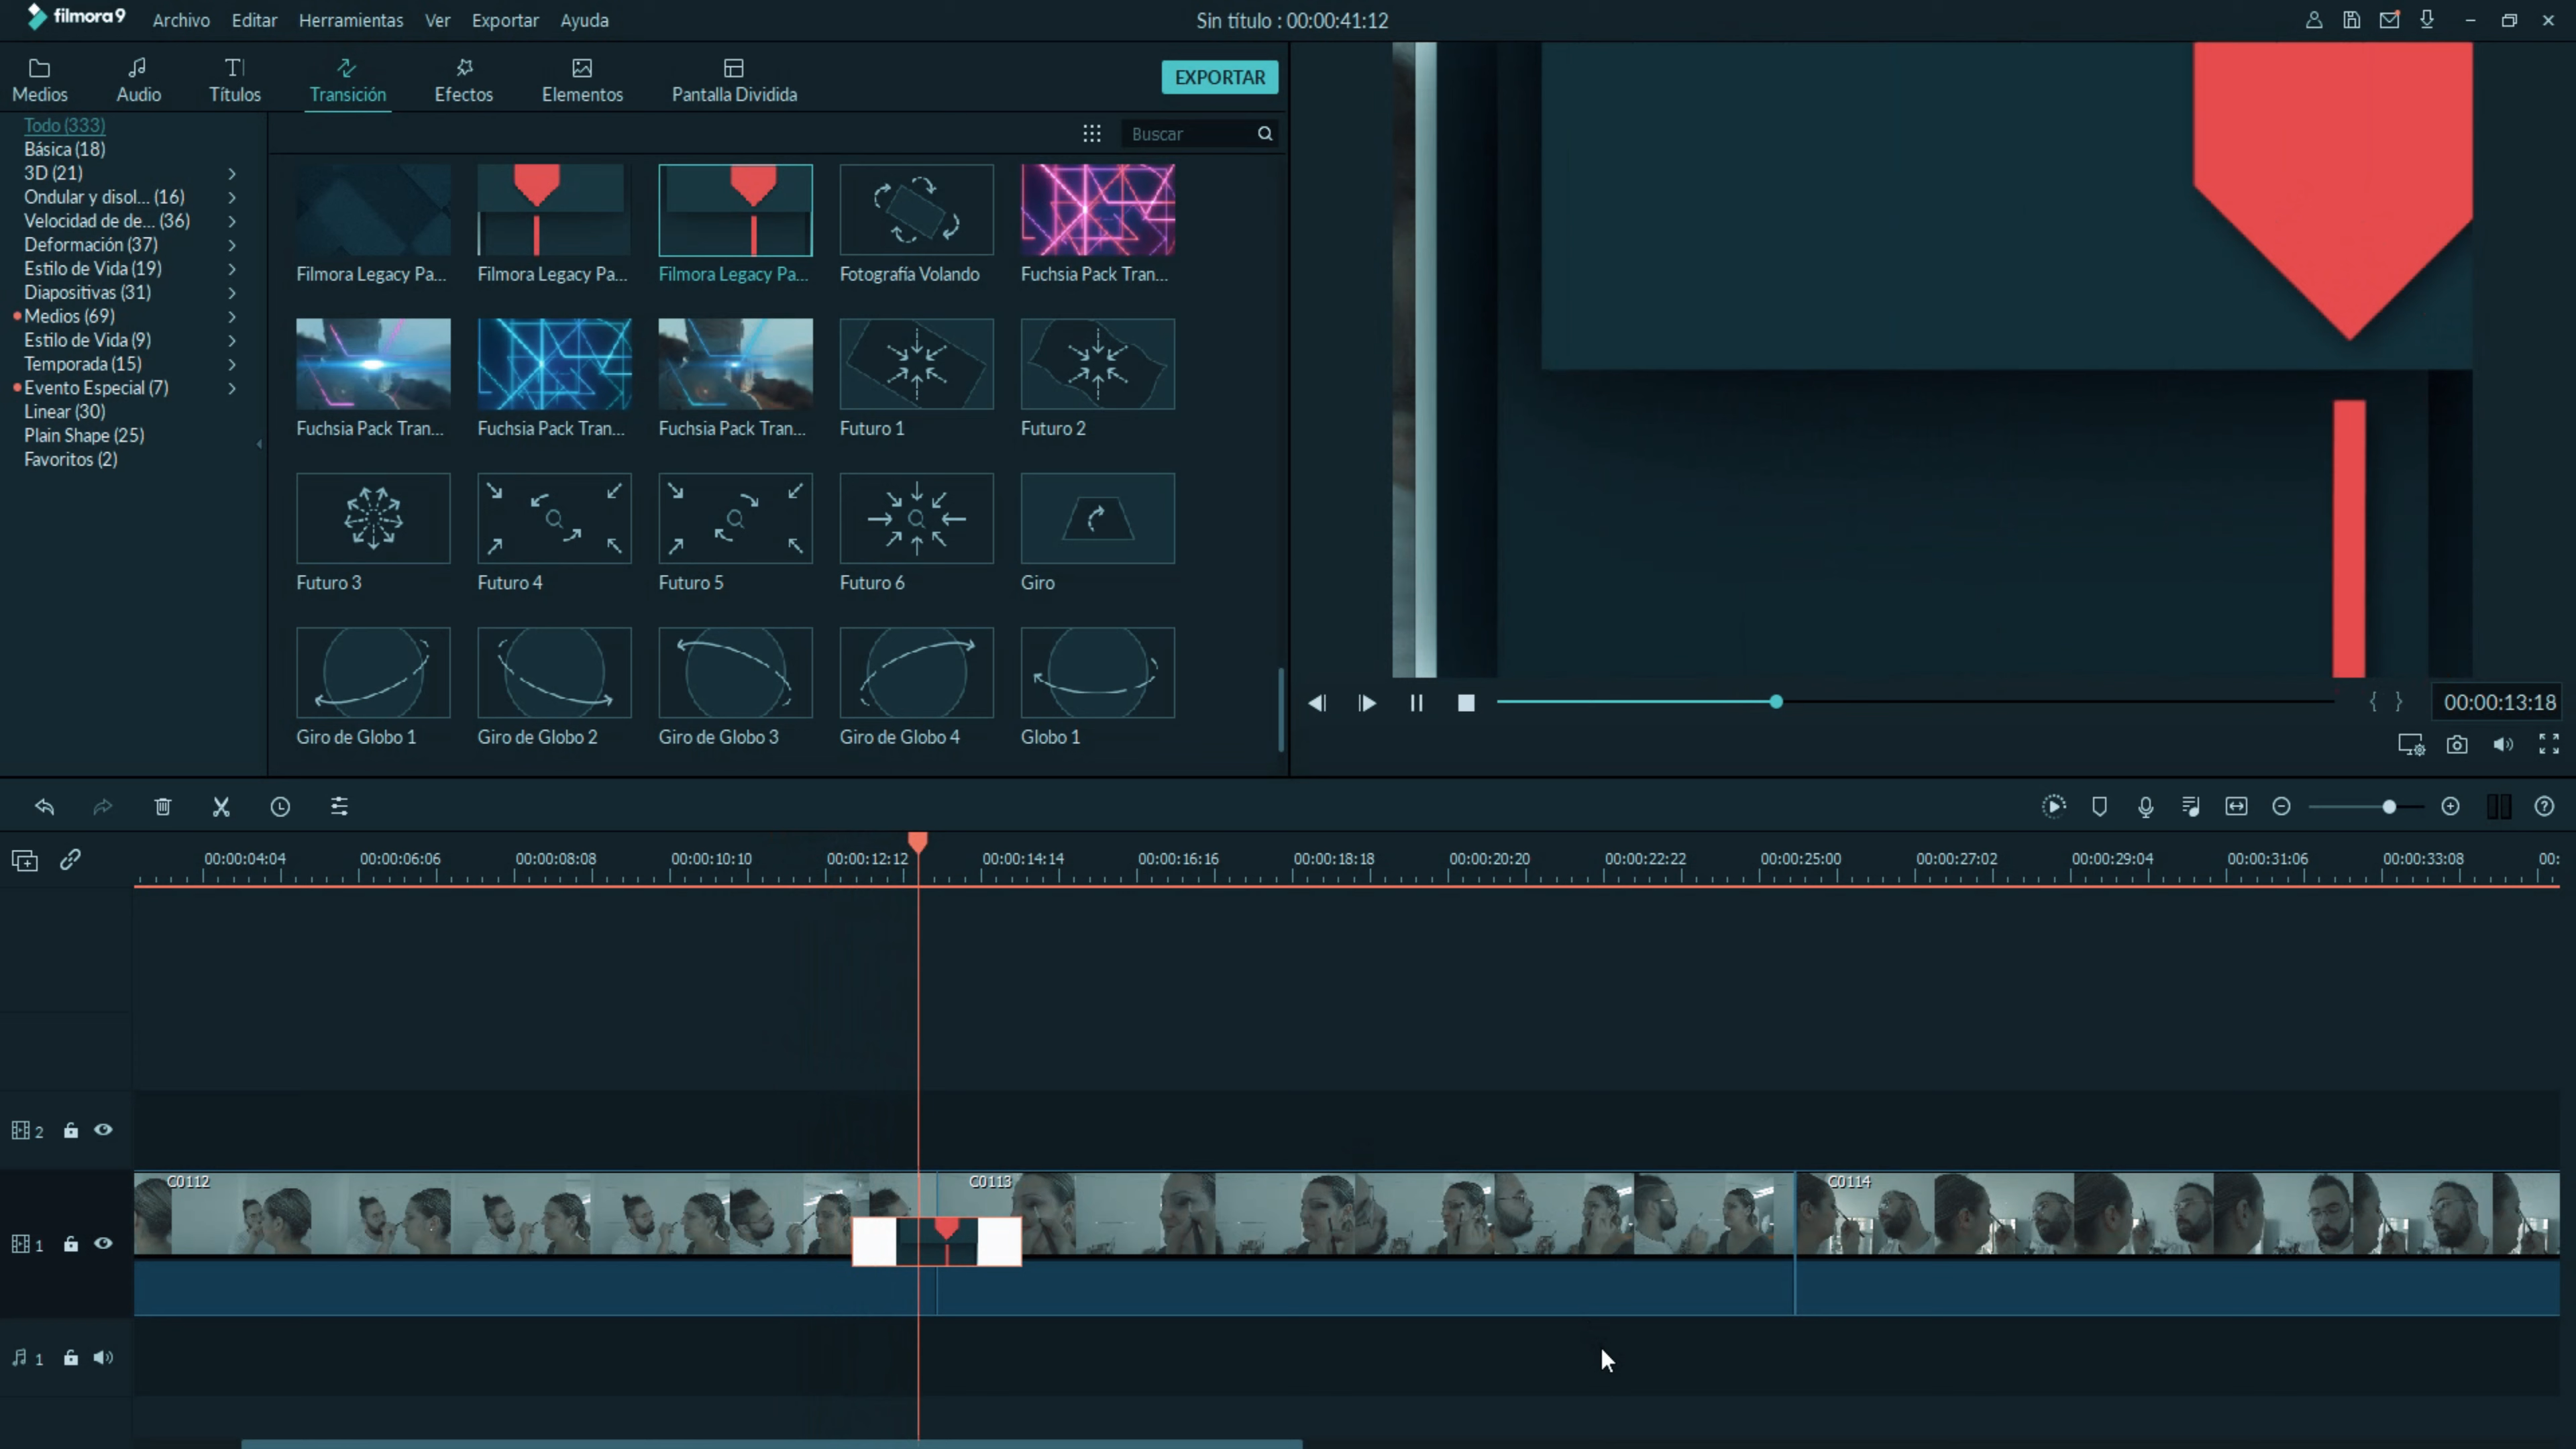 filmora9 Archivo Editar Herramientas Ver Exportar Ayuda Sin título : 00:00:41:12
Medios Audio Títulos Transición Efectos Elementos Pantalla Dividida EXPORTAR
Buscar
Todo (333)
Básica (18)
3D (21)
Ondular y disol... (16)
Velocidad de de... (36)
Deformación (37)
Estilo de Vida (19)
Diapositivas (31)
Medios (69)
Estilo de Vida (9)
Temporada (15)
Evento Especial (7)
Linear (30)
Plain Shape (25)
Favoritos (2)
Filmora Legacy Pa... Filmora Legacy Pa... Filmora Legacy Pa... Fotografía Volando Fuchsia Pack Tran...
Fuchsia Pack Tran... Fuchsia Pack Tran... Fuchsia Pack Tran... Futuro 1 Futuro 2
Futuro 3 Futuro 4 Futuro 5 Futuro 6 Giro
Giro de Globo 1 Giro de Globo 2 Giro de Globo 3 Giro de Globo 4 Globo 1
{ } 00:00:13:18
00:00:04:04 00:00:06:06 00:00:08:08 00:00:10:10 00:00:12:12 00:00:14:14 00:00:16:16 00:00:18:18 00:00:20:20 00:00:22:22 00:00:25:00 00:00:27:02 00:00:29:04 00:00:31:06 00:00:33:08 00:
2
C0112 C0113 C0114
1
1